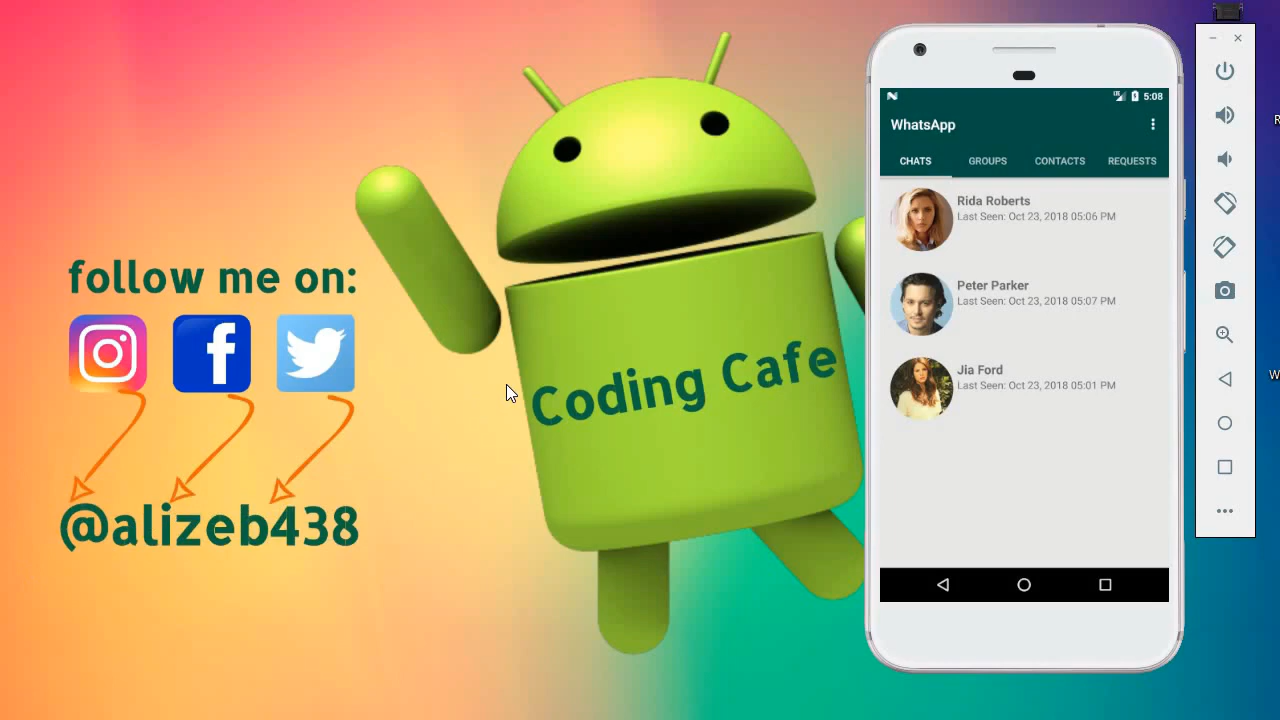 follow me on:
@alizeb438
Coding Cafe
5:08
WhatsApp
CHATS GROUPS CONTACTS REQUESTS
Rida Roberts
Last Seen: Oct 23, 2018 05:06 PM
Peter Parker
Last Seen: Oct 23, 2018 05:07 PM
Jia Ford
Last Seen: Oct 23, 2018 05:01 PM
R
W